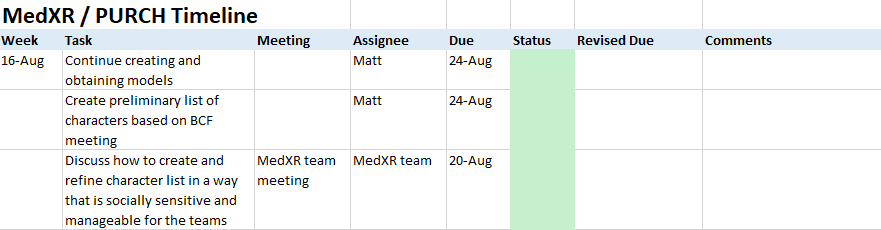 MedXR / PURCH Timeline
Week Task Meeting Assignee Due Status Revised Due Comments
16-Aug Continue creating and Matt 24-Aug
obtaining models
Create preliminary list of Matt 24-Aug
characters based on BCF
meeting
Discuss how to create and MedXR team MedXR team 20-Aug
refine character list in a way meeting
that is socially sensitive and
manageable for the teams